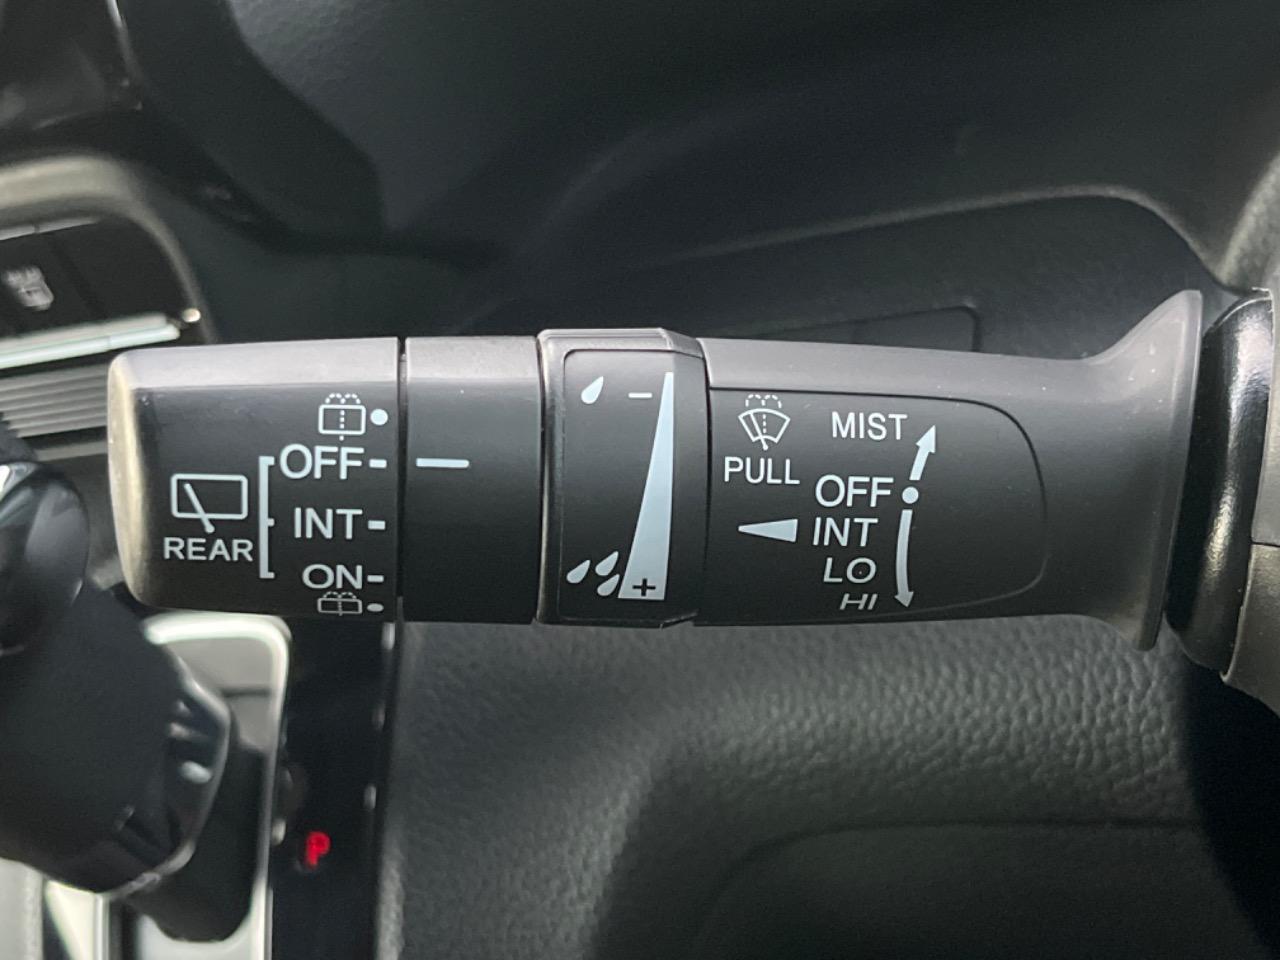 REAR
OFF
INT
ON
-
+
PULL
MIST
OFF
INT
LO
HI
P